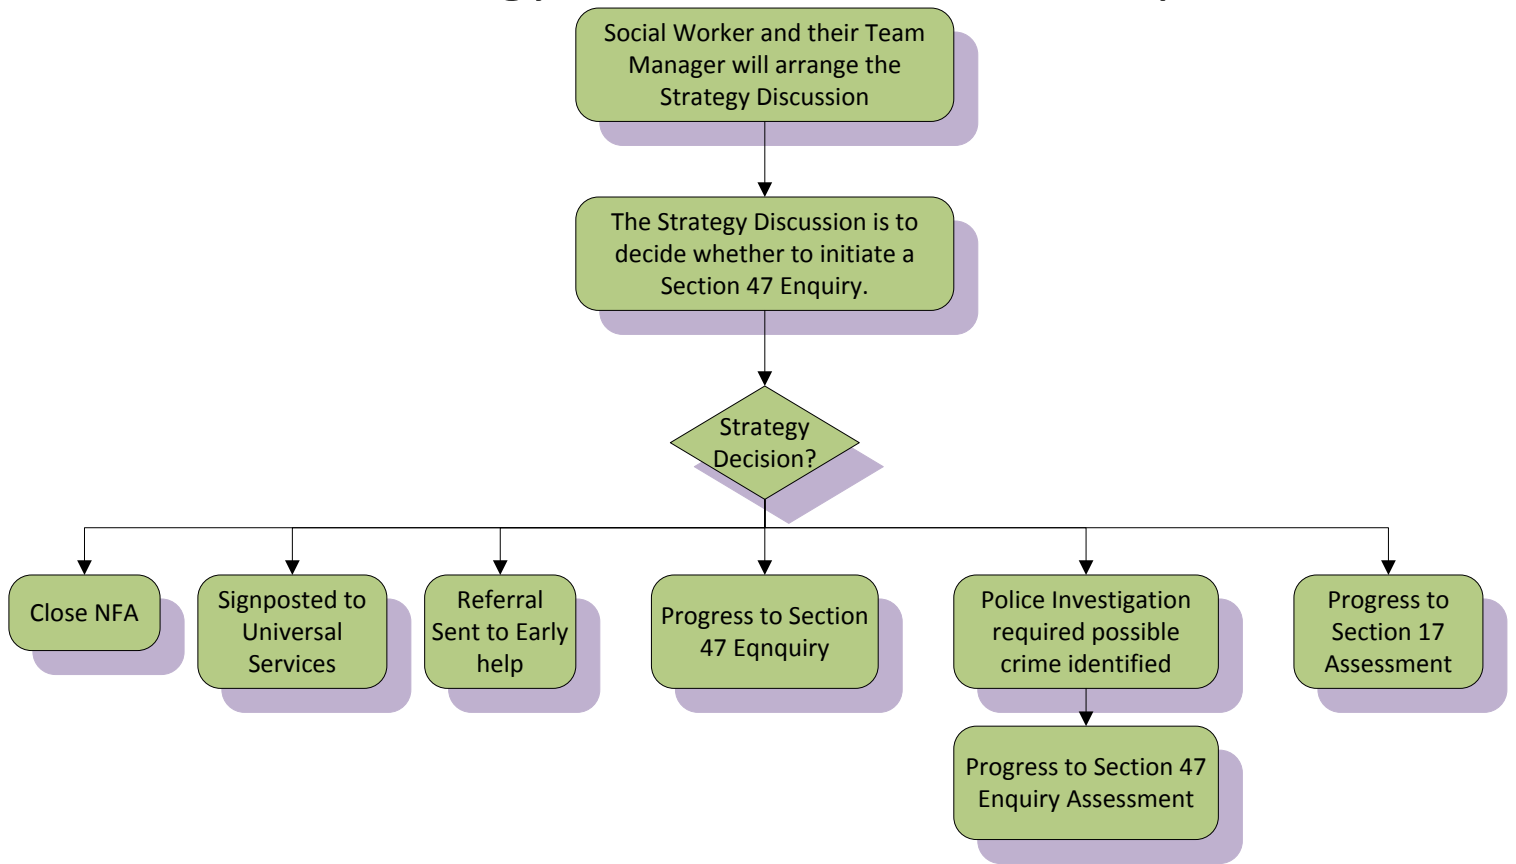 Social Worker and their Team
Manager will arrange the
Strategy Discussion
The Strategy Discussion is to
decide whether to initiate a
Section 47 Enquiry.
Strategy
Decision?
Close NFA
Signposted to
Universal
Services
Referral
Sent to Early
help
Progress to Section
47 Eqnquiry
Police Investigation
required possible
crime identified
Progress to
Section 17
Assessment
Progress to Section 47
Enquiry Assessment